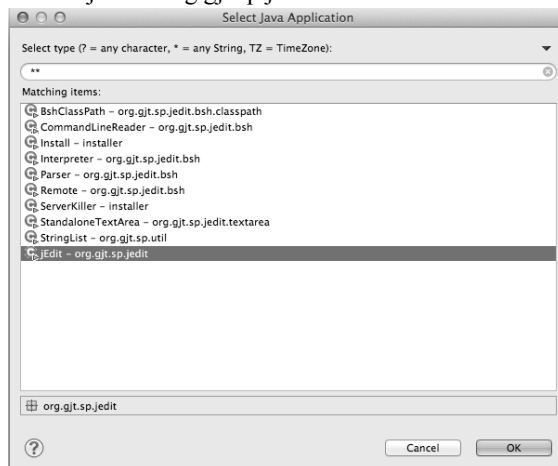 Select Java Application
Select type (? = any character, * = any String, TZ = TimeZone):
**
Matching items:
BshClassPath – org.gjt.sp.jedit.bsh.classpath
CommandLineReader – org.gjt.sp.jedit.bsh
Install – installer
Interpreter – org.gjt.sp.jedit.bsh
Parser – org.gjt.sp.jedit.bsh
Remote – org.gjt.sp.jedit.bsh
ServerKiller – installer
StandaloneTextArea – org.gjt.sp.jedit.textarea
StringList – org.gjt.sp.util
jEdit – org.gjt.sp.jedit
org.gjt.sp.jedit
Cancel
OK